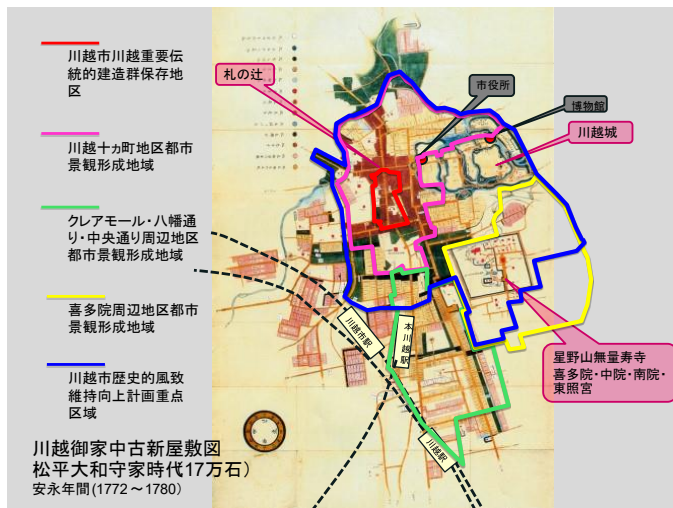 川越市川越重要伝
統的建造群保存地
区
川越十ヵ町地区都市
景観形成地域
クレアモール・八幡通
り・中央通り周辺地区
都市景観形成地域
喜多院周辺地区都市
景観形成地域
川越市歴史的風致
維持向上計画重点
区域
札の辻
市役所
博物館
川越城
川越市駅
本川越駅
川越駅
星野山無量寿寺
喜多院・中院・南院・
東照宮
川越御家中古新屋敷図
松平大和守家時代17万石）
安永年間(1772～1780）